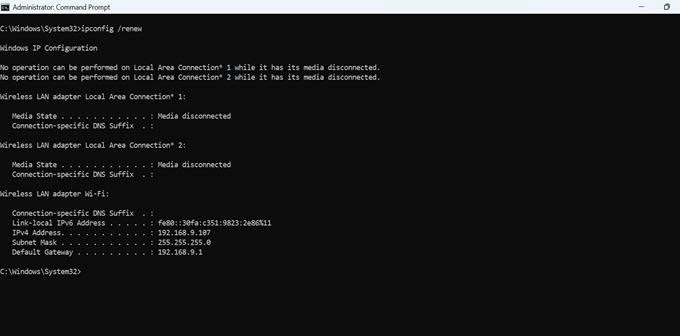 Administrator: Command Prompt
C:\Windows\System32>ipconfig /renew
Windows IP Configuration
No operation can be performed on Local Area Connection* 1 while it has its media disconnected.
No operation can be performed on Local Area Connection* 2 while it has its media disconnected.
Wireless LAN adapter Local Area Connection* 1:
Media State . . . . . . . . . . . : Media disconnected
Connection-specific DNS Suffix  . :
Wireless LAN adapter Local Area Connection* 2:
Media State . . . . . . . . . . . : Media disconnected
Connection-specific DNS Suffix  . :
Wireless LAN adapter Wi-Fi:
Connection-specific DNS Suffix  . :
Link-local IPv6 Address . . . . . : fe80::30fa:c351:9823:2e86%11
IPv4 Address. . . . . . . . . . . : 192.168.9.107
Subnet Mask . . . . . . . . . . . : 255.255.255.0
Default Gateway . . . . . . . . . : 192.168.9.1
C:\Windows\System32>